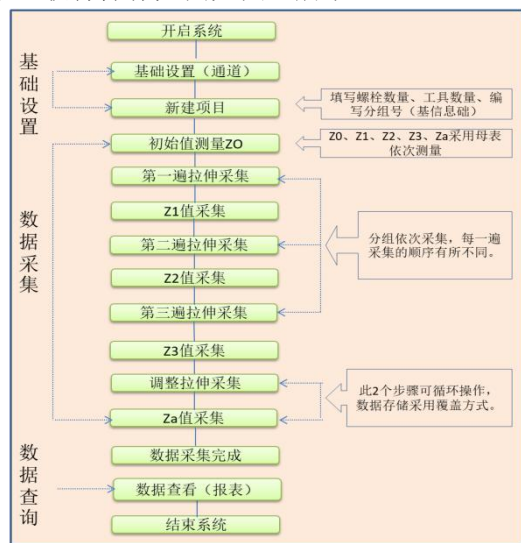 开启系统
基础设置
基础设置（通道）
新建项目
填写螺栓数量、工具数量、编
写分组号（基信息础）
初始值测量ZO
Z0、Z1、Z2、Z3、Za采用母表
依次测量
数据采集
第一遍拉伸采集
Z1值采集
第二遍拉伸采集
分组依次采集，每一遍
采集的顺序有所不同。
Z2值采集
第三遍拉伸采集
Z3值采集
调整拉伸采集
此2个步骤可循环操作，
数据存储采用覆盖方式。
Za值采集
数据采集完成
数据查询
数据查看（报表）
结束系统